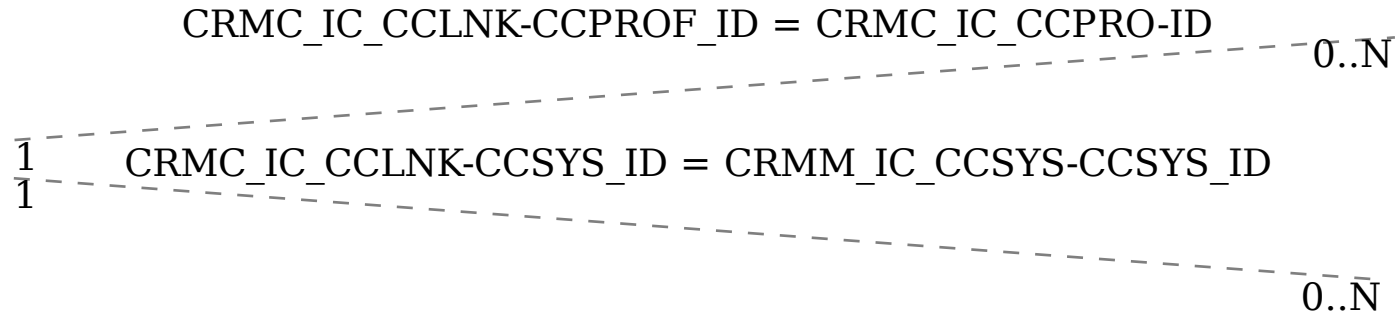 CRMC_IC_CCLNK-CCPROF_ID = CRMC_IC_CCPRO-ID
0..N
1
CRMC_IC_CCLNK-CCSYS_ID = CRMM_IC_CCSYS-CCSYS_ID
1
0..N